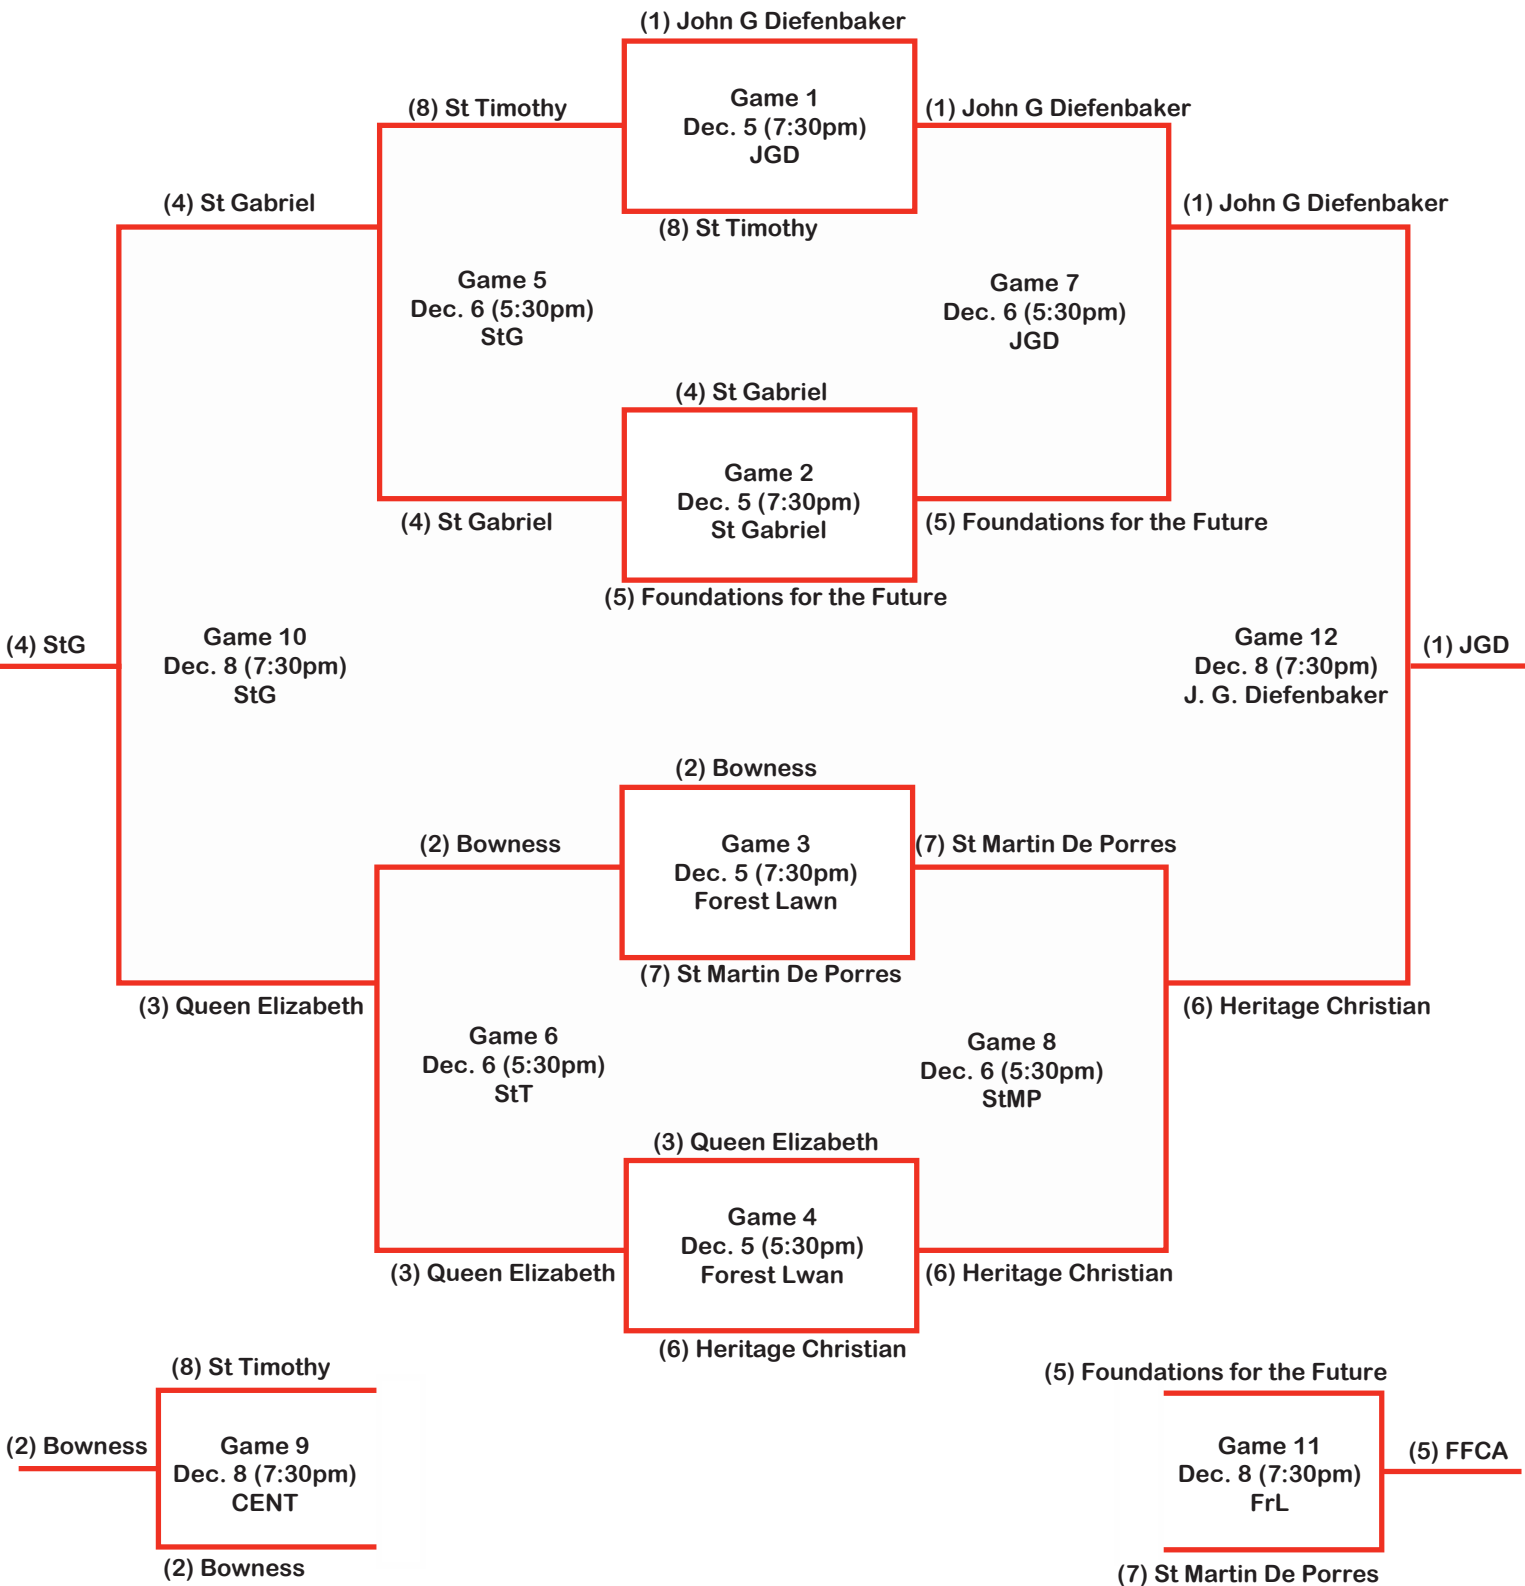 (1) John G Diefenbaker
(8) St Timothy
Game 1
Dec. 5 (7:30pm)
JGD
(1) John G Diefenbaker
(4) St Gabriel
(8) St Timothy
(1) John G Diefenbaker
Game 5
Dec. 6 (5:30pm)
StG
Game 7
Dec. 6 (5:30pm)
JGD
(4) St Gabriel
Game 2
Dec. 5 (7:30pm)
St Gabriel
(4) St Gabriel
(5) Foundations for the Future
(5) Foundations for the Future
(4) StG
Game 10
Dec. 8 (7:30pm)
StG
Game 12
Dec. 8 (7:30pm)
J. G. Diefenbaker
(1) JGD
(2) Bowness
(2) Bowness
Game 3
Dec. 5 (7:30pm)
Forest Lawn
(7) St Martin De Porres
(7) St Martin De Porres
(3) Queen Elizabeth
(6) Heritage Christian
Game 6
Dec. 6 (5:30pm)
StT
Game 8
Dec. 6 (5:30pm)
StMP
(3) Queen Elizabeth
Game 4
Dec. 5 (5:30pm)
Forest Lwan
(3) Queen Elizabeth
(6) Heritage Christian
(6) Heritage Christian
(8) St Timothy
(2) Bowness
Game 9
Dec. 8 (7:30pm)
CENT
(2) Bowness
(5) Foundations for the Future
Game 11
Dec. 8 (7:30pm)
FrL
(5) FFCA
(7) St Martin De Porres